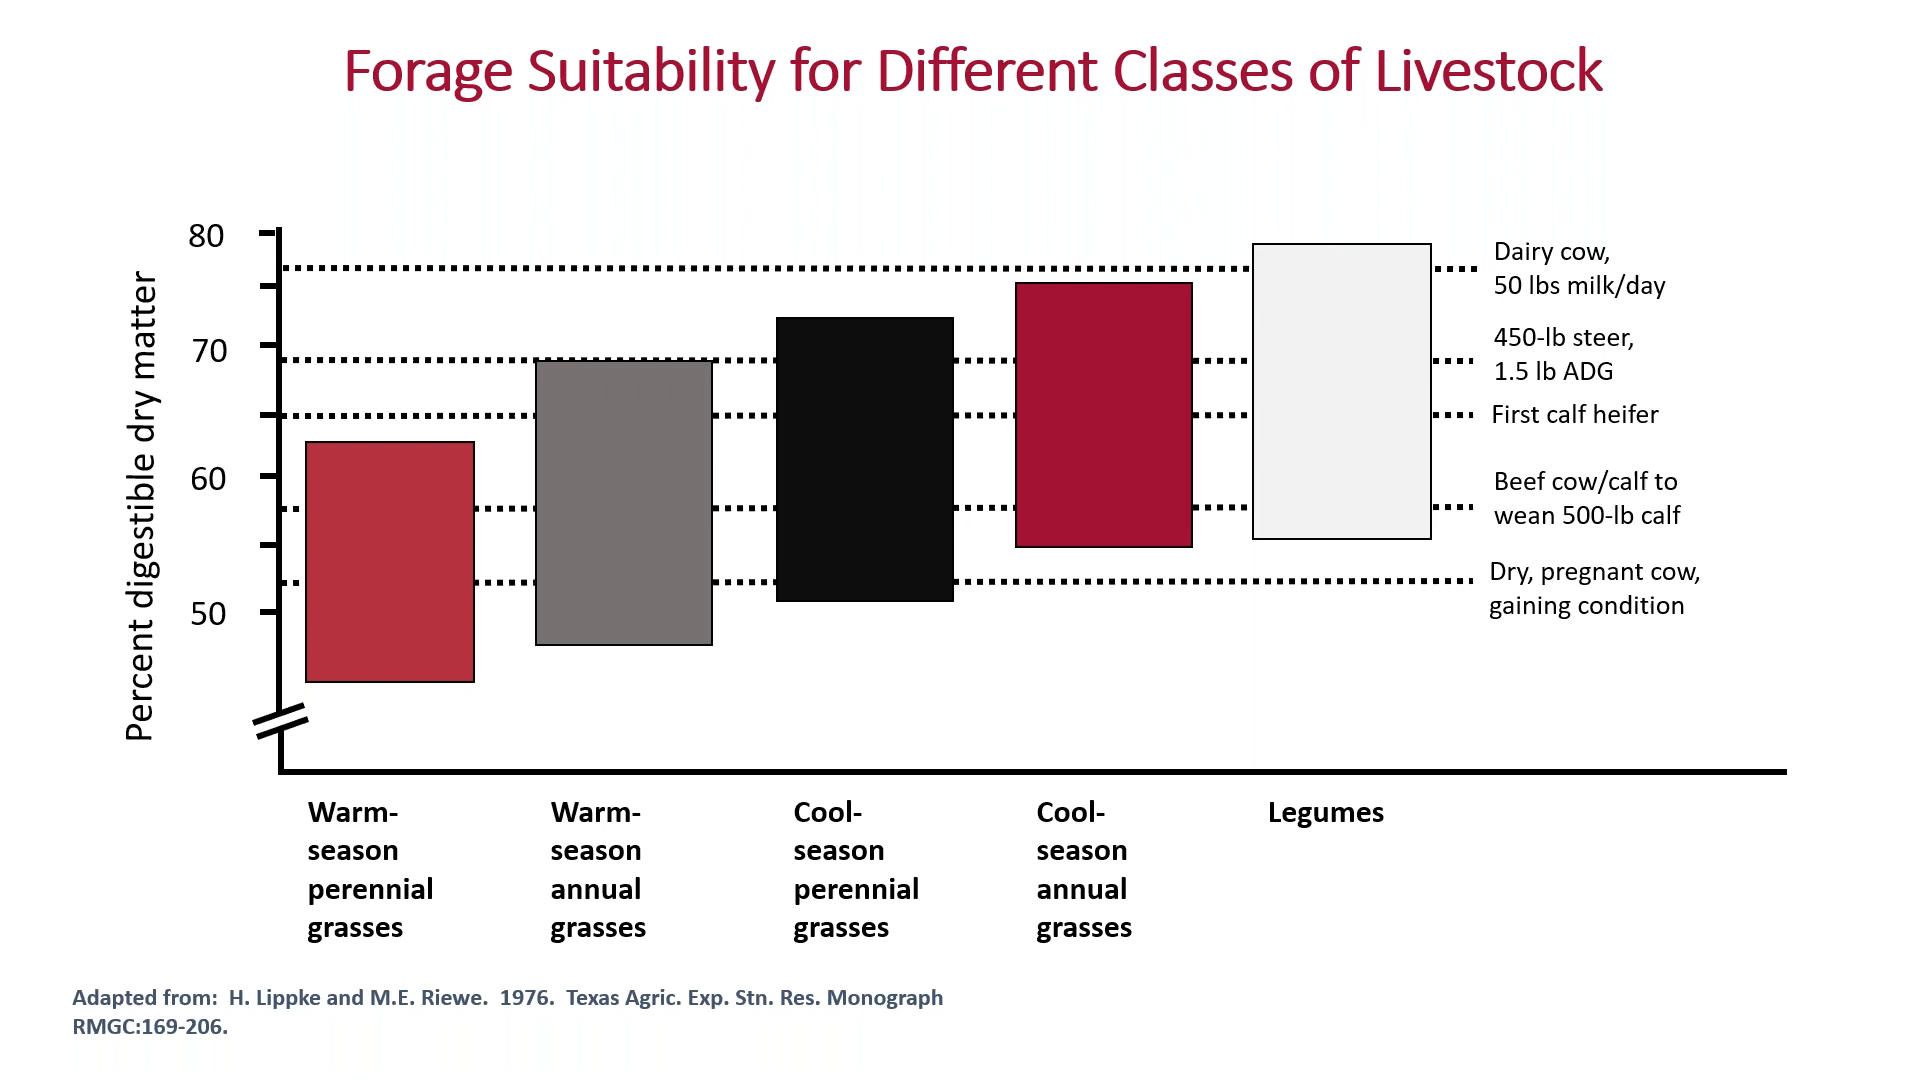 Forage Suitability for Different Classes of Livestock
Percent digestible dry matter
80
70
60
50
Dairy cow,
50 lbs milk/day
450-lb steer,
1.5 lb ADG
First calf heifer
Beef cow/calf to
wean 500-lb calf
Dry, pregnant cow,
gaining condition
Warm-
season
perennial
grasses
Warm-
season
annual
grasses
Cool-
season
perennial
grasses
Cool-
season
annual
grasses
Legumes
Adapted from:  H. Lippke and M.E. Riewe.  1976.  Texas Agric. Exp. Stn. Res. Monograph
RMGC:169-206.